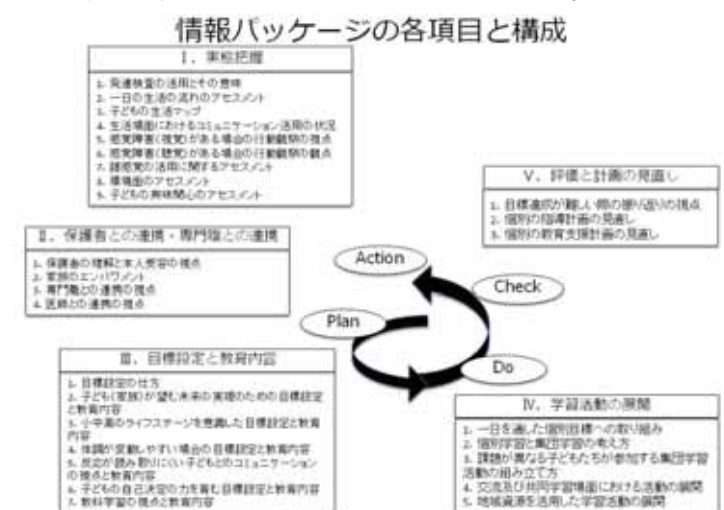 情報パッケージの各項目と構成
Ⅰ．実態把握
1. 発達検査の活用とその意味
2. 一日の生活の流れのアセスメント
3. 子どもの生活マップ
4. 生活場面におけるコミュニケーション活用の状況
5. 感覚障害(視覚)がある場合の行動観察の視点
6. 感覚障害(聴覚)がある場合の行動観察の観点
7. 諸感覚の活用に関するアセスメント
8. 環境面のアセスメント
9. 子どもの興味関心のアセスメント
Ⅱ．保護者との連携・専門職との連携
1. 保護者の理解と本人受容の視点
2. 家族のエンパワメント
3. 専門職との連携の視点
4. 医師との連携の視点
Ⅲ．目標設定と教育内容
1. 目標設定の仕方
2. 子ども(家族)が望む未来の実現のための目標設定
と教育内容
3. 小中高のライフステージを意識した目標設定と教育
内容
4. 体調が変動しやすい場合の目標設定と教育内容
5. 反応が読み取りにくい子どもとのコミュニケーション
の視点と教育内容
6. 子どもの自己決定の力を育む目標設定と教育内容
7. 教科学習の視点と教育内容
Ⅴ．評価と計画の見直し
1. 目標達成が難しい際の振り返りの視点
2. 個別の指導計画の見直し
3. 個別の教育支援計画の見直し
Action
Check
Plan
Do
Ⅳ．学習活動の展開
1. 一日を通した個別目標への取り組み
2. 個別学習と集団学習の考え方
3. 課題が異なる子どもたちが参加する集団学習
活動の組み立て方
4. 交流及び共同学習場面における活動の展開
5. 地域資源を活用した学習活動の展開